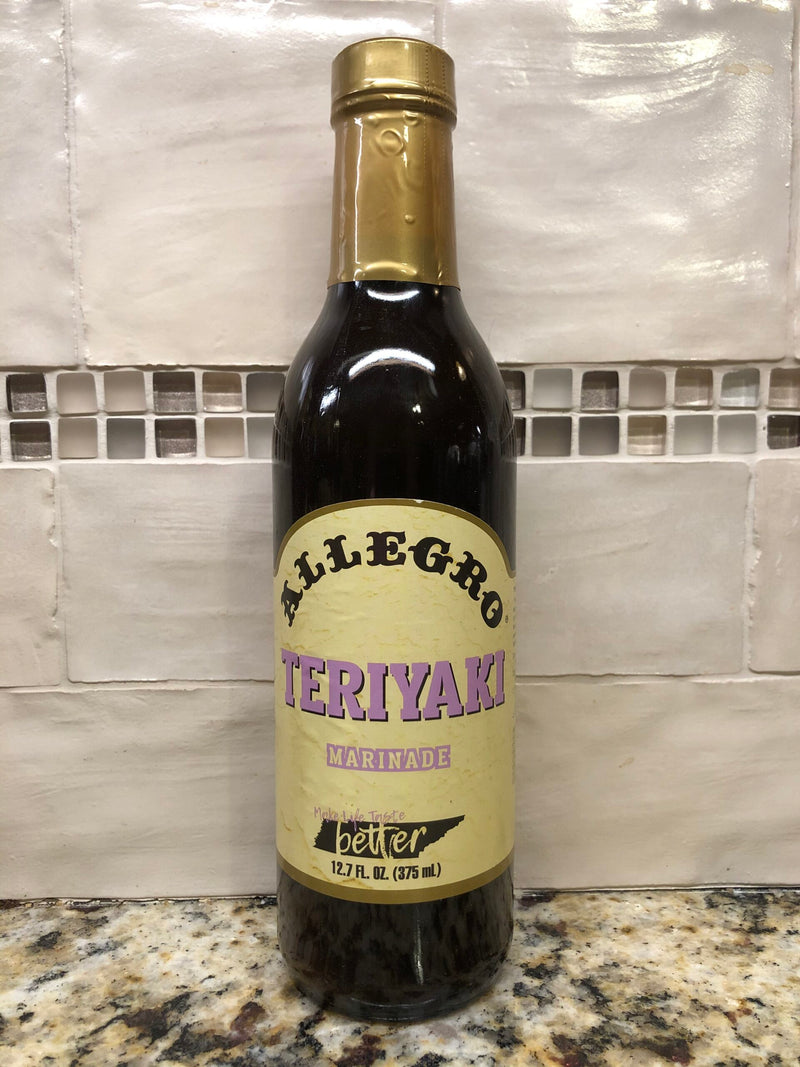 ALLEGRO®
TERIYAKI
MARINADE
Make Life Taste
better
12.7 FL. OZ. (375 mL)